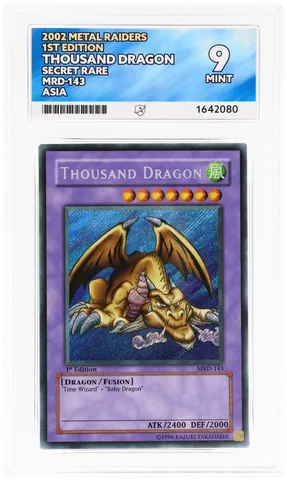 2002 METAL RAIDERS
1ST EDITION
THOUSAND DRAGON
SECRET RARE
MRD-143
ASIA
9
MINT
1642080
THOUSAND DRAGON
風
1st Edition
MRD-143
[DRAGON/FUSION]
"Time Wizard" + "Baby Dragon"
ATK/2400 DEF/2000
©1996 KAZUKI TAKAHASHI